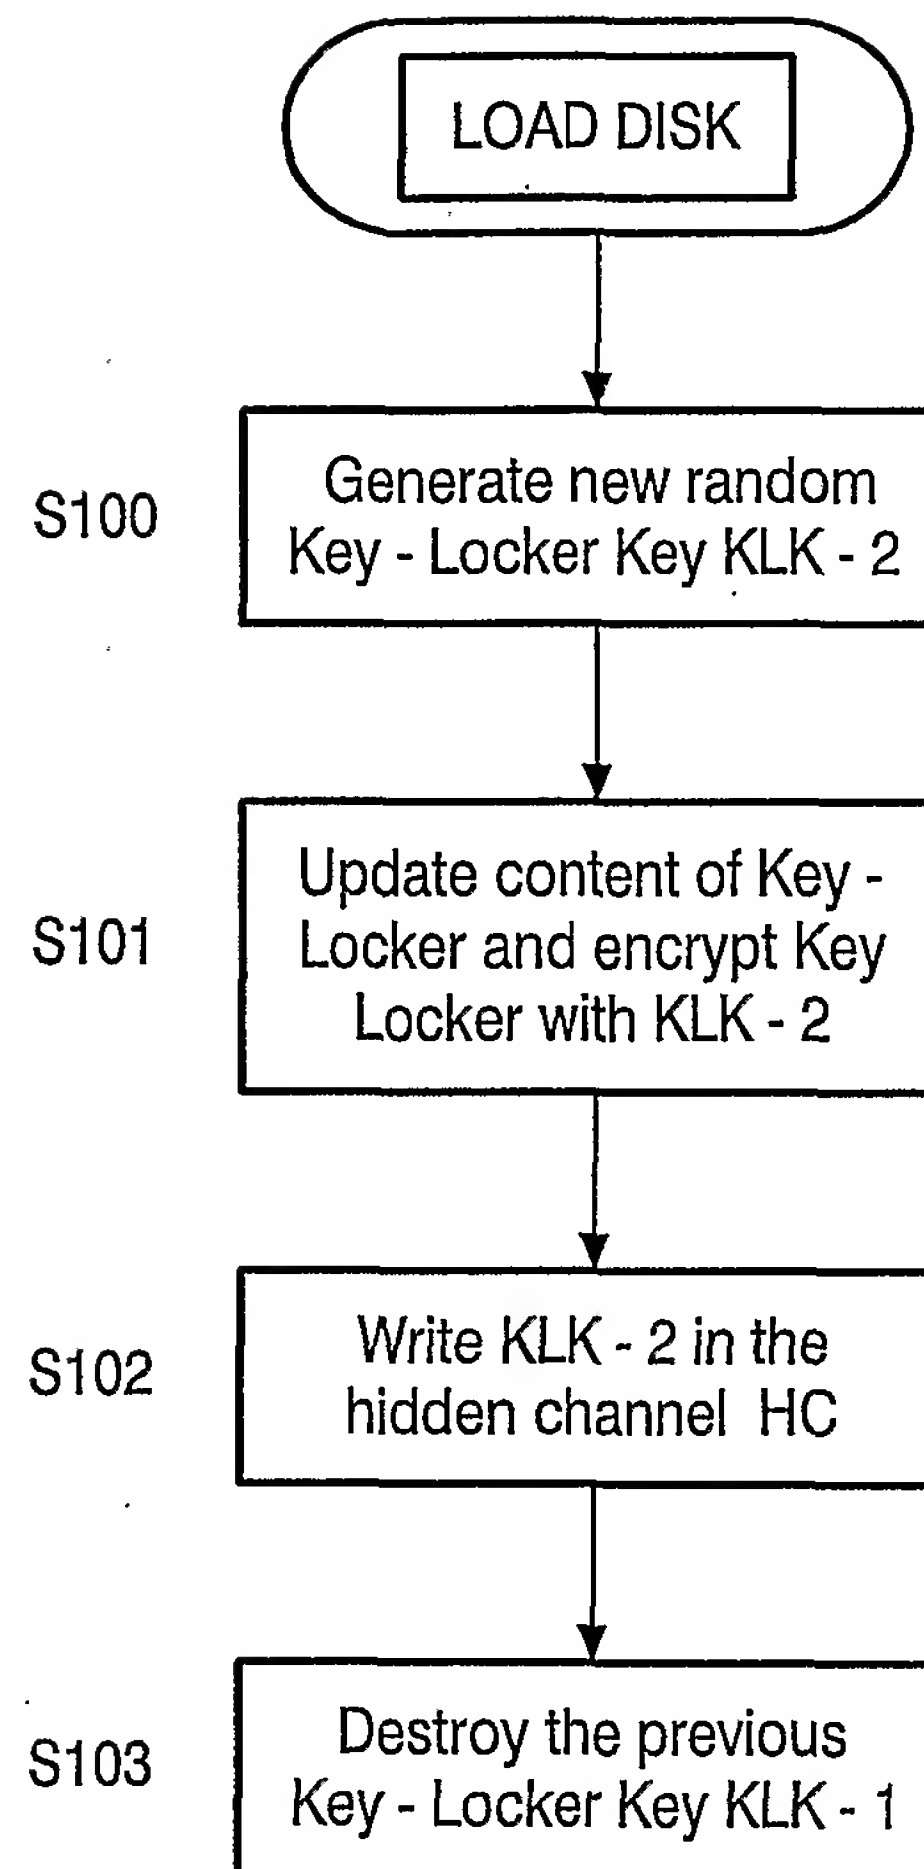 LOAD DISK
S100
Generate new random
Key - Locker Key KLK - 2
S101
Update content of Key -
Locker and encrypt Key
Locker with KLK - 2
S102
Write KLK - 2 in the
hidden channel HC
S103
Destroy the previous
Key - Locker Key KLK - 1